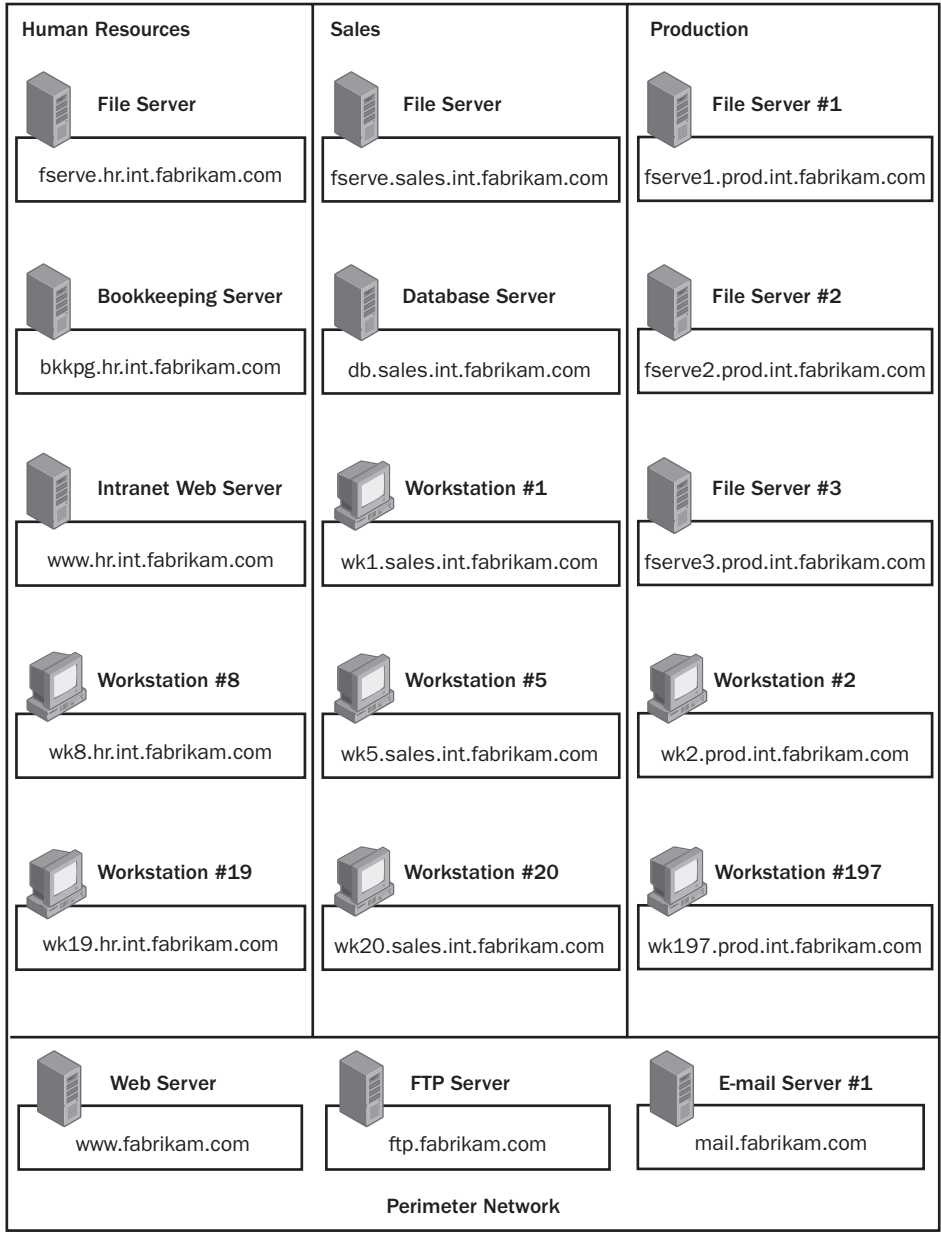 Human Resources
File Server
fserve.hr.int.fabrikam.com
Bookkeeping Server
bkkpg.hr.int.fabrikam.com
Intranet Web Server
www.hr.int.fabrikam.com
Workstation #8
wk8.hr.int.fabrikam.com
Workstation #19
wk19.hr.int.fabrikam.com
Sales
File Server
fserve.sales.int.fabrikam.com
Database Server
db.sales.int.fabrikam.com
Workstation #1
wk1.sales.int.fabrikam.com
Workstation #5
wk5.sales.int.fabrikam.com
Workstation #20
wk20.sales.int.fabrikam.com
Production
File Server #1
fserve1.prod.int.fabrikam.com
File Server #2
fserve2.prod.int.fabrikam.com
File Server #3
fserve3.prod.int.fabrikam.com
Workstation #2
wk2.prod.int.fabrikam.com
Workstation #197
wk197.prod.int.fabrikam.com
Web Server
www.fabrikam.com
FTP Server
ftp.fabrikam.com
E-mail Server #1
mail.fabrikam.com
Perimeter Network